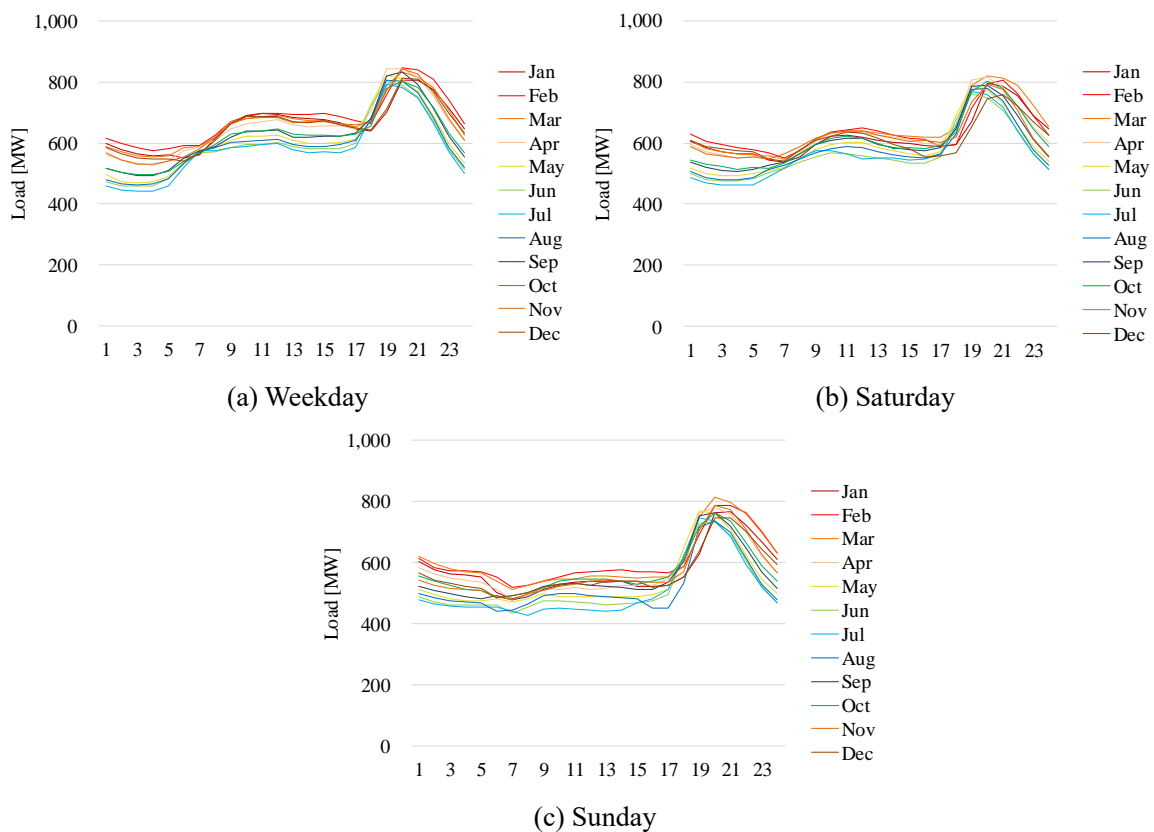 1,000
800
600
400
200
0
Load [MW]
1 3 5 7 9 11 13 15 17 19 21 23
Jan
Feb
Mar
Apr
May
Jun
Jul
Aug
Sep
Oct
Nov
Dec
(a) Weekday
1,000
800
600
400
200
0
Load [MW]
1 3 5 7 9 11 13 15 17 19 21 23
Jan
Feb
Mar
Apr
May
Jun
Jul
Aug
Sep
Oct
Nov
Dec
(b) Saturday
1,000
800
600
400
200
0
Load [MW]
1 3 5 7 9 11 13 15 17 19 21 23
Jan
Feb
Mar
Apr
May
Jun
Jul
Aug
Sep
Oct
Nov
Dec
(c) Sunday